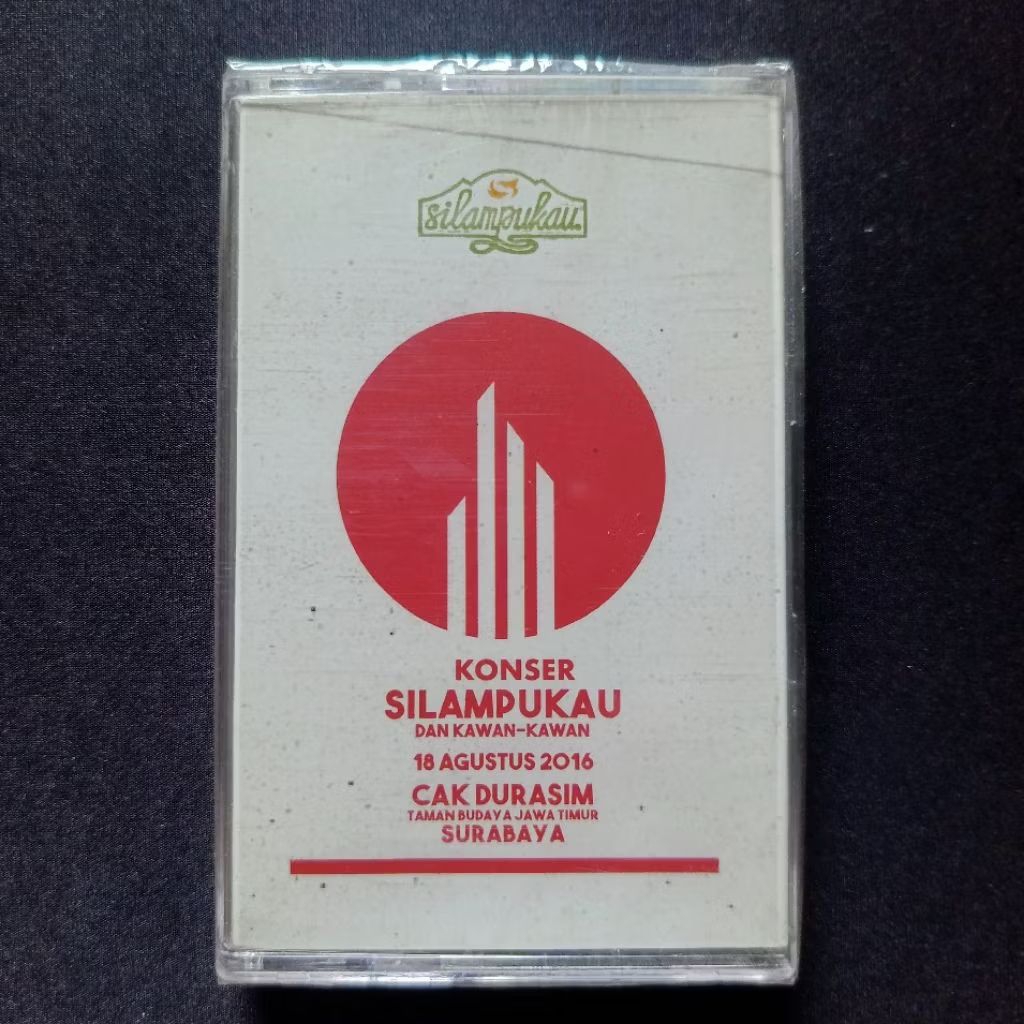 silampukau
KONSER
SILAMPUKAU
DAN KAWAN-KAWAN
18 AGUSTUS 2016
CAK DURASIM
TAMAN BUDAYA JAWA TIMUR
SURABAYA